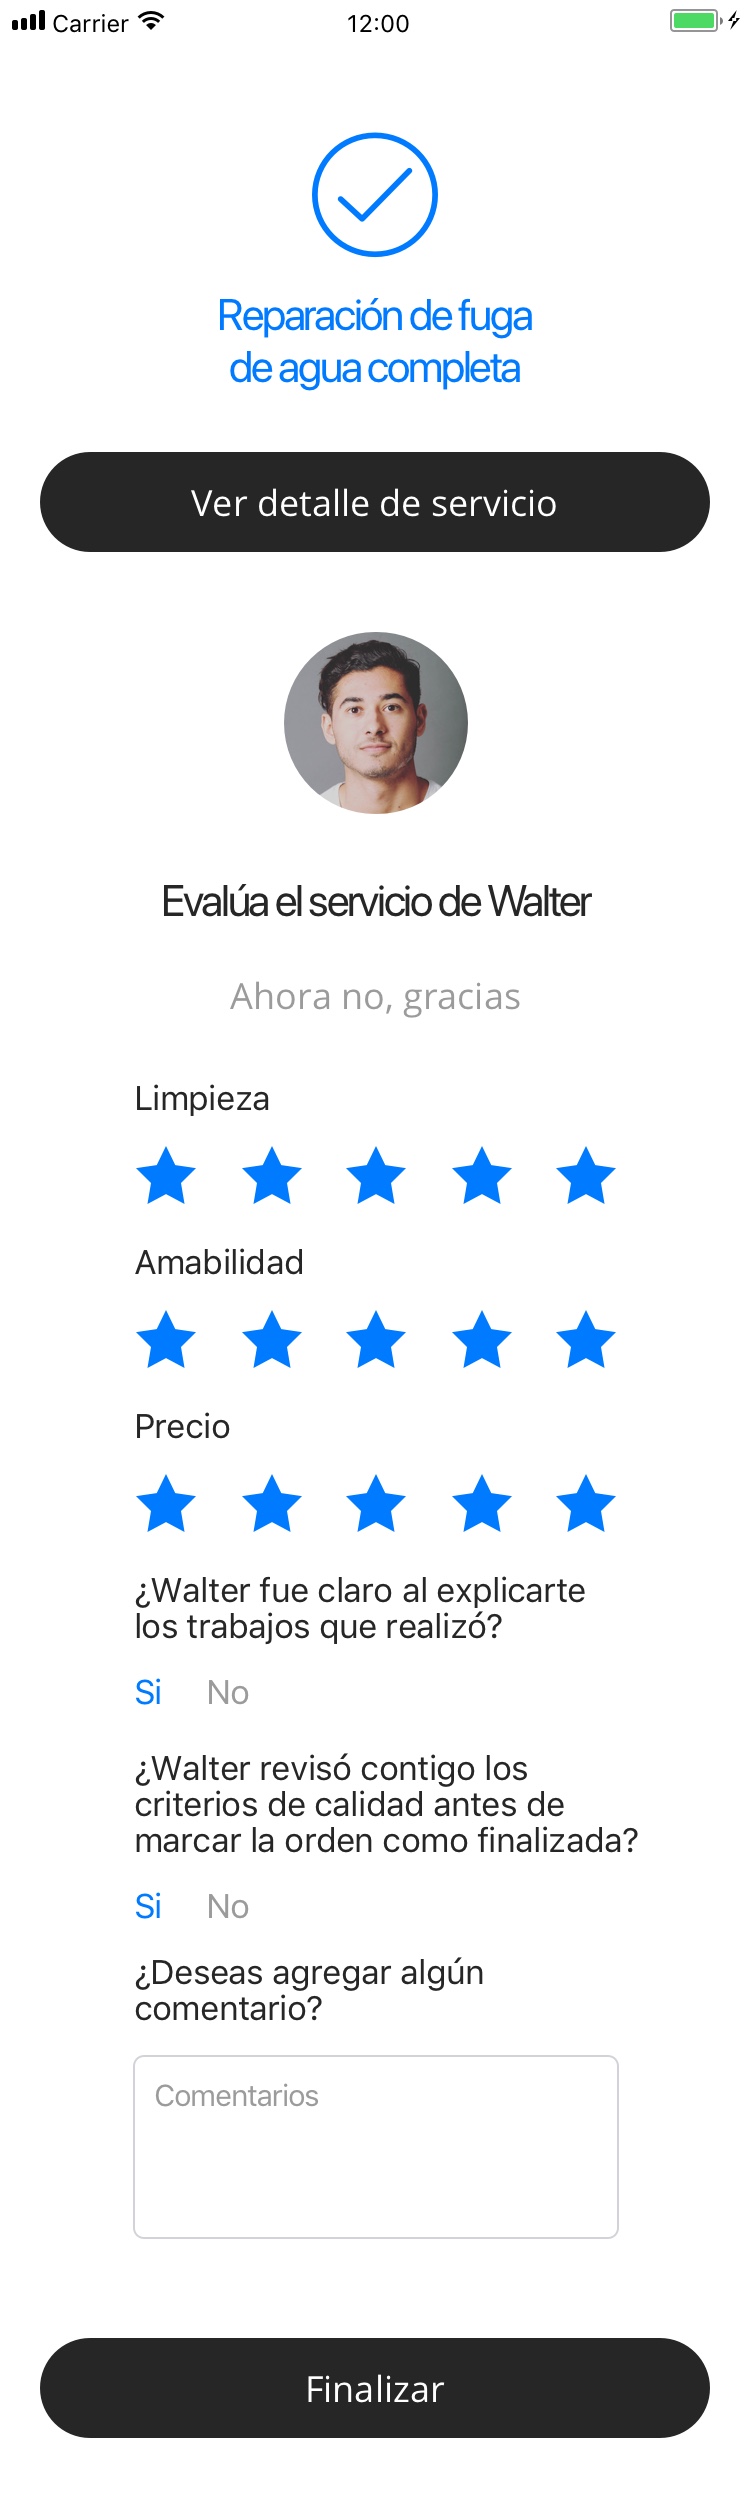 Carrier 12:00
Reparación de fuga
de agua completa
Ver detalle de servicio
Evalúa el servicio de Walter
Ahora no, gracias
Limpieza
Amabilidad
Precio
¿Walter fue claro al explicarte
los trabajos que realizó?
Si No
¿Walter revisó contigo los
criterios de calidad antes de
marcar la orden como finalizada?
Si No
¿Deseas agregar algún
comentario?
Comentarios
Finalizar